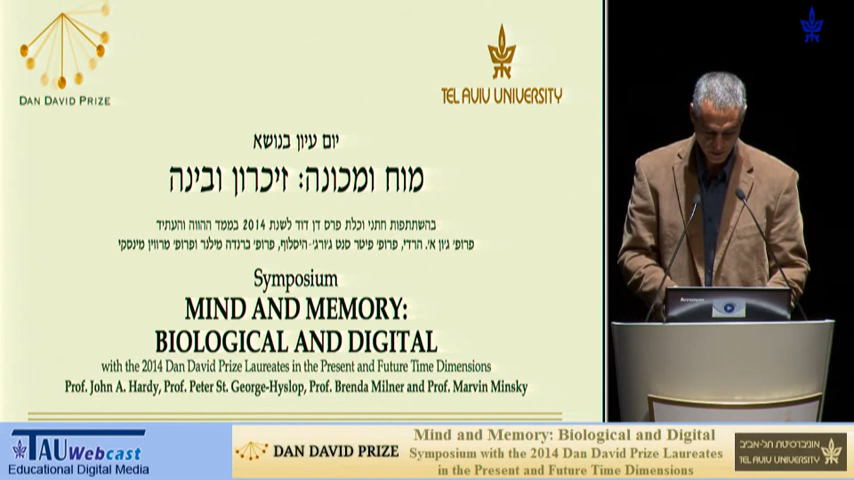 DAN DAVID PRIZE
TEL AVIV UNIVERSITY
יום עיון בנושא
מוח ומכונה: זיכרון ובינה
בהשתתפות חתני וכלת פרס דן דוד לשנת 2014 בממד ההווה והעתיד
פרופ' ג'ון א. הרדי, פרופ' פיטר סנט ג'ורג'-היסלוף, פרופ' ברנדה מילנר ופרופ' מרווין מינסקי
Symposium
MIND AND MEMORY:
BIOLOGICAL AND DIGITAL
with the 2014 Dan David Prize Laureates in the Present and Future Time Dimensions
Prof. John A. Hardy, Prof. Peter St. George-Hyslop, Prof. Brenda Milner and Prof. Marvin Minsky
lenovo
TAU Webcast
Educational Digital Media
DAN DAVID PRIZE
Mind and Memory: Biological and Digital
Symposium with the 2014 Dan David Prize Laureates
in the Present and Future Time Dimensions
אוניברסיטת תל-אביב
TEL AVIV UNIVERSITY